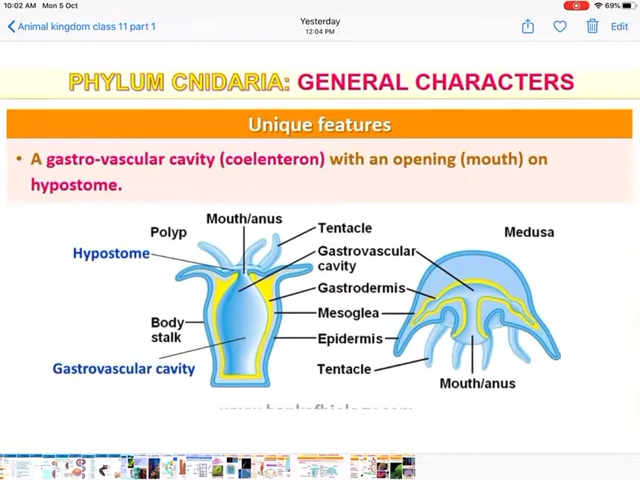 10:02 AM Mon 5 Oct
69%
Animal kingdom class 11 part 1
Yesterday
12:04 PM
Edit
PHYLUM CNIDARIA: GENERAL CHARACTERS
Unique features
• A gastro-vascular cavity (coelenteron) with an opening (mouth) on
hypostome.
Mouth/anus
Polyp
Tentacle
Medusa
Hypostome
Gastrovascular
cavity
Gastrodermis
Mesoglea
Body
stalk
Epidermis
Gastrovascular cavity
Tentacle
Mouth/anus